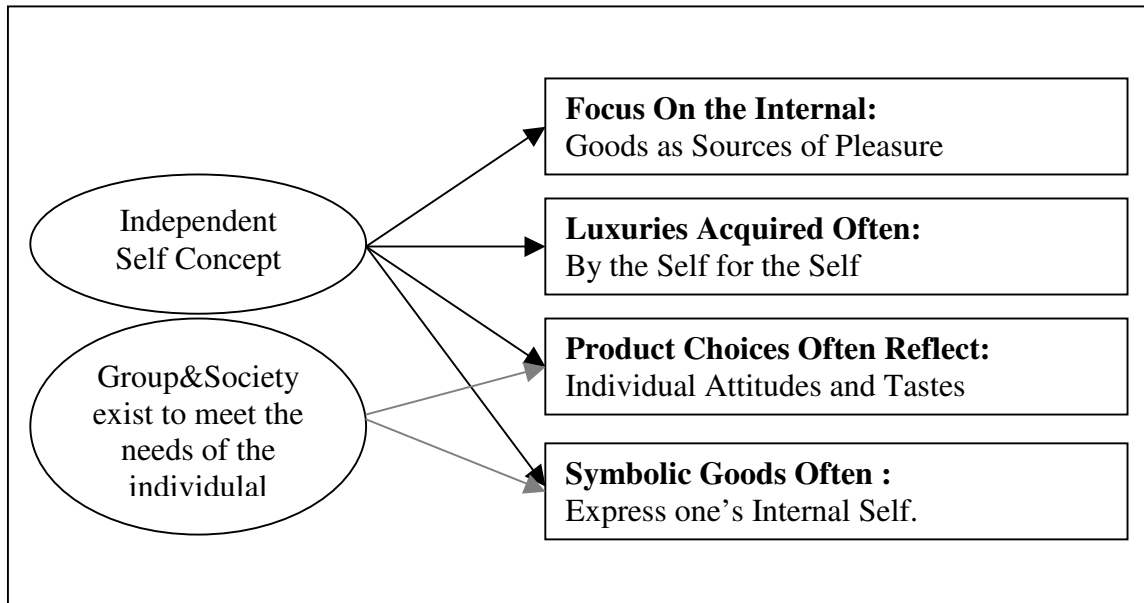 Focus On the Internal:
Goods as Sources of Pleasure
Independent
Self Concept
Luxuries Acquired Often:
By the Self for the Self
Product Choices Often Reflect:
Individual Attitudes and Tastes
Group&Society
exist to meet the
needs of the
individulal
Symbolic Goods Often :
Express one's Internal Self.